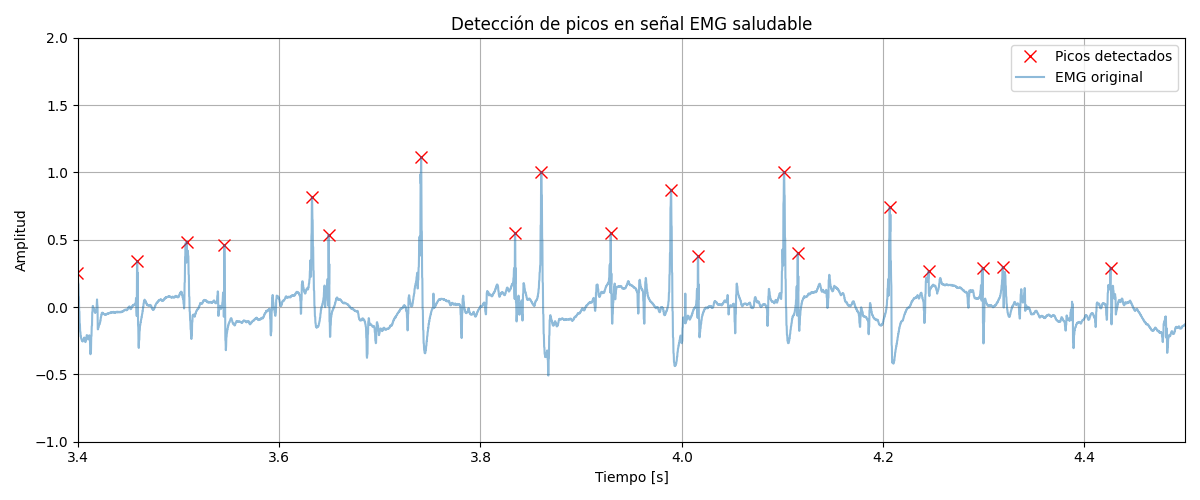 Detección de picos en señal EMG saludable
2.0
1.5
1.0
0.5
0.0
−0.5
−1.0
Amplitud
Picos detectados
EMG original
3.4 3.6 3.8 4.0 4.2 4.4
Tiempo [s]